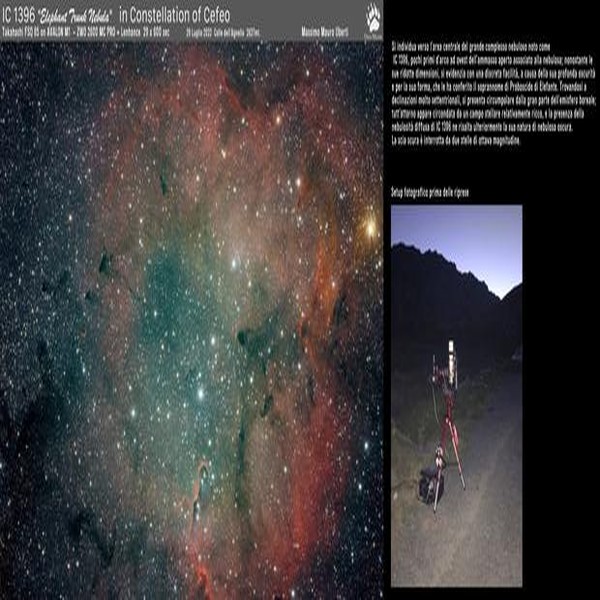 IC 1396 "Elephant Trunk Nebula" in Constellation of Cefeo
Takahashi FSQ 85 on AVALON M1 - ZWO 2600 MC PRO - Lenhance 20 x 600 sec 29 Luglio 2022 Colle dell'Agnello 2621mt. Massimo Mauro Uberti
Si individua verso l'area centrale del grande complesso nebuloso noto come
IC 1396, pochi primi d'arco ad ovest dell'ammasso aperto associato alla nebulosa; nonostante le
sue ridotte dimensioni, si evidenzia con una discreta facilità, a causa della sua profonda oscurità
e per la sua forma, che le ha conferito il soprannome di Proboscide di Elefante. Trovandosi a
declinazioni molto settentrionali, si presenta circumpolare dalla gran parte dell'emisfero boreale;
tutt'attorno appare circondata da un campo stellare relativamente ricco, e la presenza della
nebulosità diffusa di IC 1396 ne risalta ulteriormente la sua natura di nebulosa oscura.
La scia scura è interrotta da due stelle di ottava magnitudine.
Setup fotografico prima delle riprese